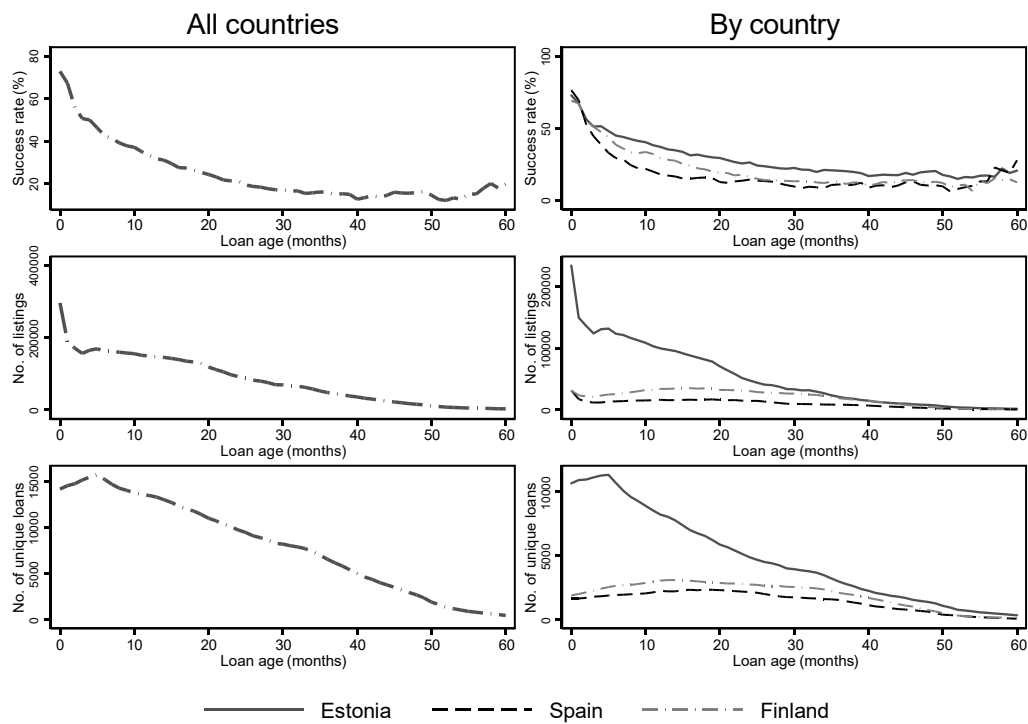 All countries
By country
Success rate (%)
80
60
40
20
0 10 20 30 40 50 60
Loan age (months)
Success rate (%)
100
50
0
0 10 20 30 40 50 60
Loan age (months)
No. of listings
400000
200000
0
0 10 20 30 40 50 60
Loan age (months)
No. of listings
200000
100000
0
0 10 20 30 40 50 60
Loan age (months)
No. of unique loans
15000
10000
5000
0
0 10 20 30 40 50 60
Loan age (months)
No. of unique loans
10000
5000
0
0 10 20 30 40 50 60
Loan age (months)
Estonia Spain Finland